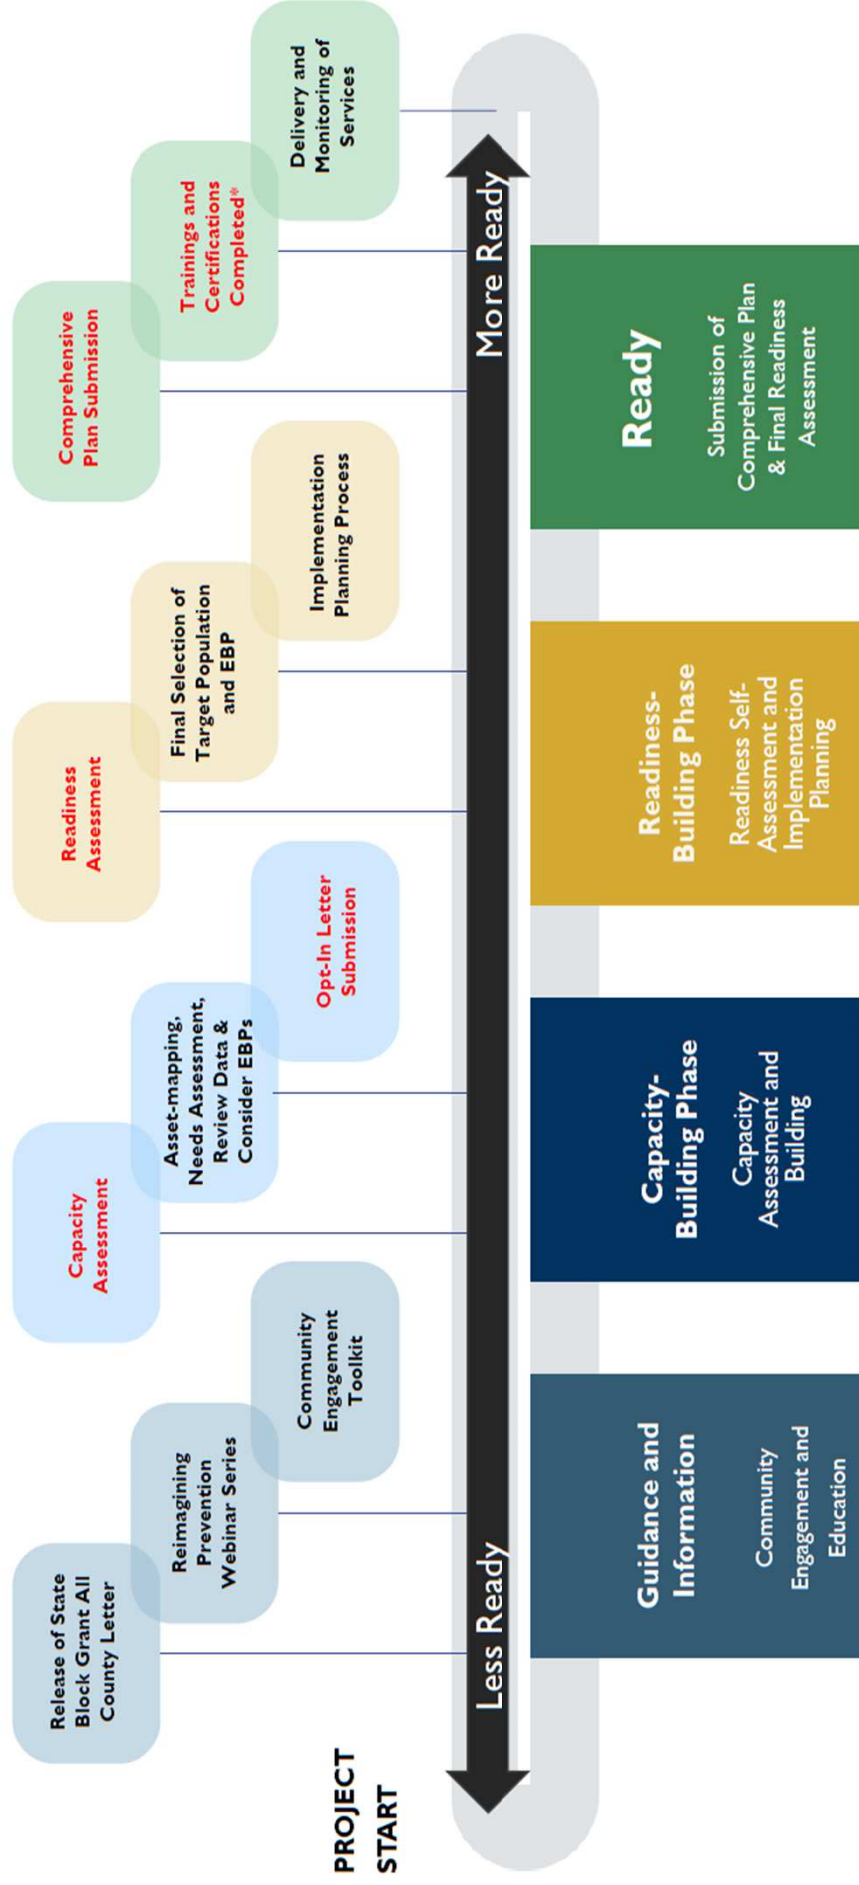 Release of State
Block Grant All
County Letter
Reimagining
Prevention
Webinar Series
Community
Engagement
Toolkit
Capacity
Assessment
Asset-mapping,
Needs Assessment,
Review Data &
Consider EBPs
Opt-In Letter
Submission
Readiness
Assessment
Final Selection of
Target Population
and EBP
Implementation
Planning Process
Comprehensive
Plan Submission
Trainings and
Certifications
Completed*
Delivery and
Monitoring of
Services
PROJECT
START
Less Ready
More Ready
Guidance and
Information
Community
Engagement and
Education
Capacity-
Building Phase
Capacity
Assessment and
Building
Readiness-
Building Phase
Readiness Self-
Assessment and
Implementation
Planning
Ready
Submission of
Comprehensive Plan
& Final Readiness
Assessment